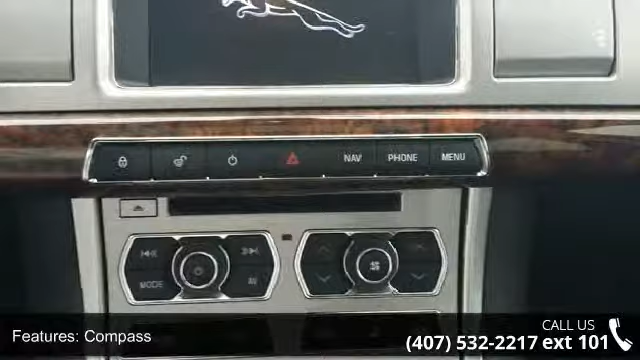 NAV PHONE MENU
MODE AV
Features: Compass
CALL US
(407) 532-2217 ext 101